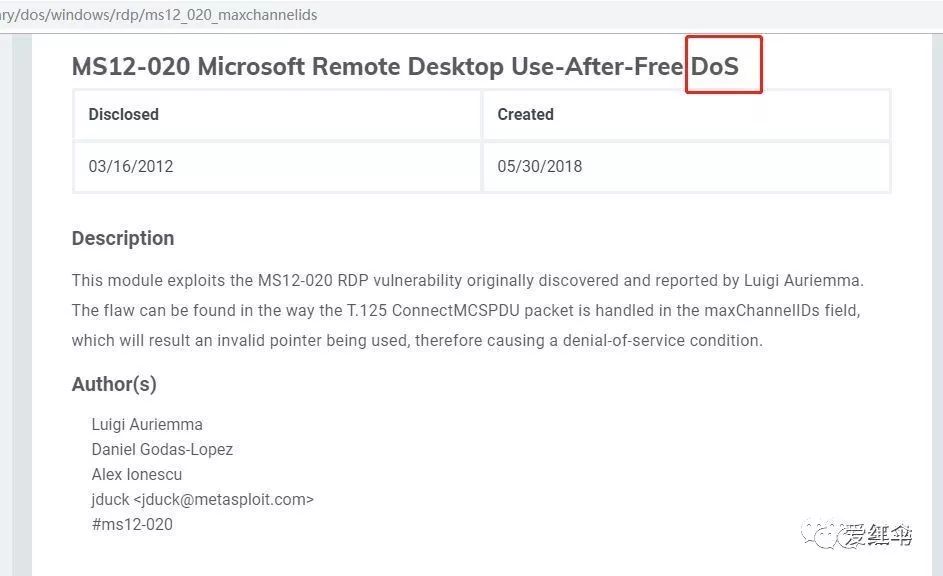 ry/dos/windows/rdp/ms12_020_maxchannelids
MS12-020 Microsoft Remote Desktop Use-After-Free DoS
Disclosed Created
03/16/2012 05/30/2018
Description
This module exploits the MS12-020 RDP vulnerability originally discovered and reported by Luigi Auriemma.
The flaw can be found in the way the T.125 ConnectMCSPDU packet is handled in the maxChannelIDs field,
which will result an invalid pointer being used, therefore causing a denial-of-service condition.
Author(s)
Luigi Auriemma
Daniel Godas-Lopez
Alex Ionescu
jduck <jduck@metasploit.com>
#ms12-020
爱红伞